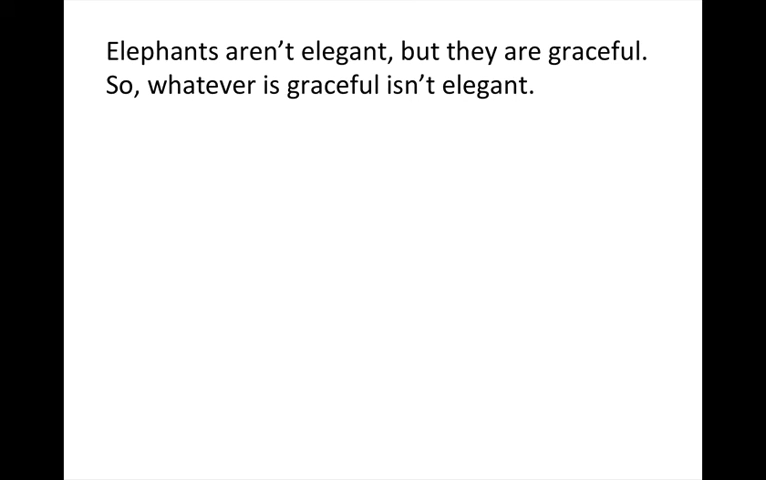 Elephants aren’t elegant, but they are graceful.
So, whatever is graceful isn’t elegant.